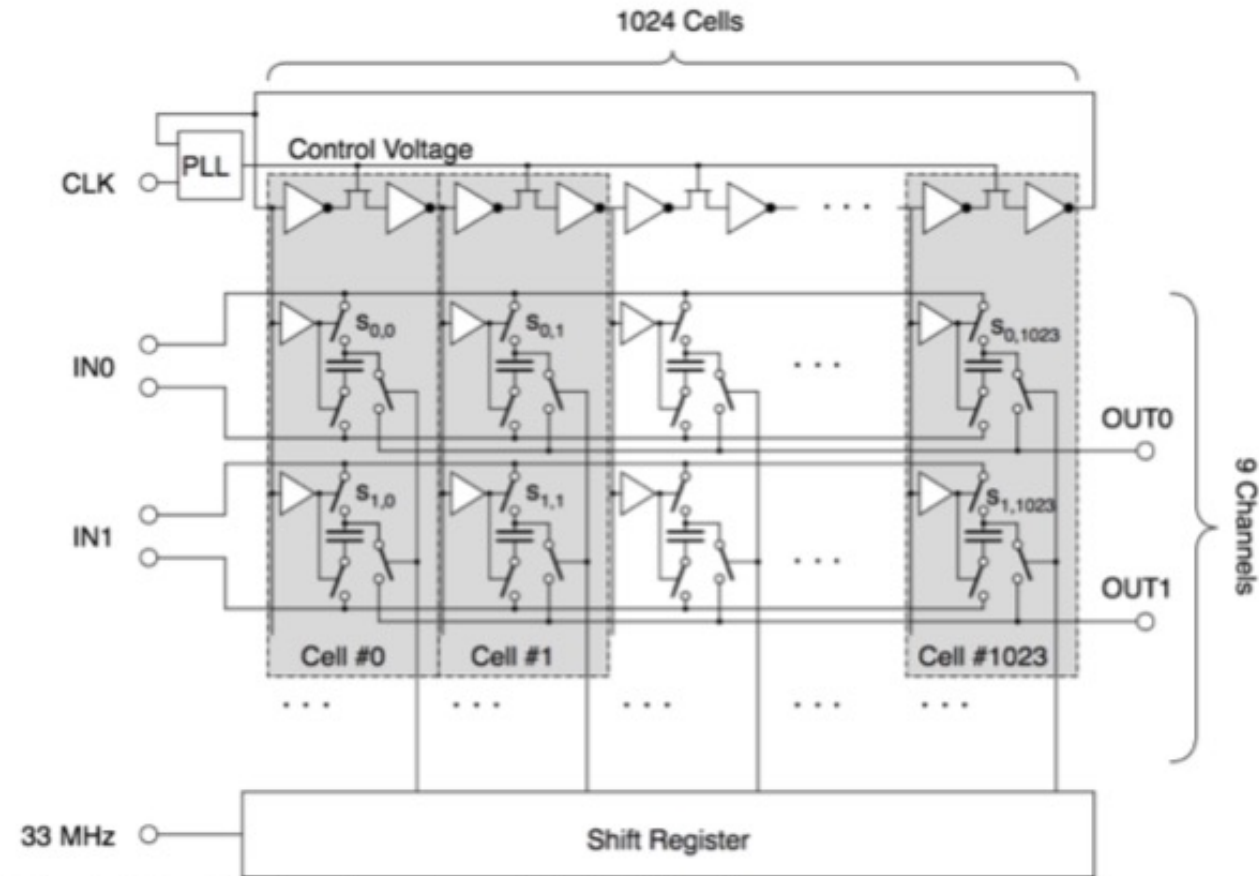 1024 Cells
PLL
Control Voltage
CLK
. . .
IN0
S0,0
S0,1
S0,1023
. . .
OUT0
IN1
S1,0
S1,1
S1,1023
. . .
OUT1
9 Channels
Cell #0
Cell #1
Cell #1023
. . .
. . .
. . .
. . .
. . .
33 MHz
Shift Register